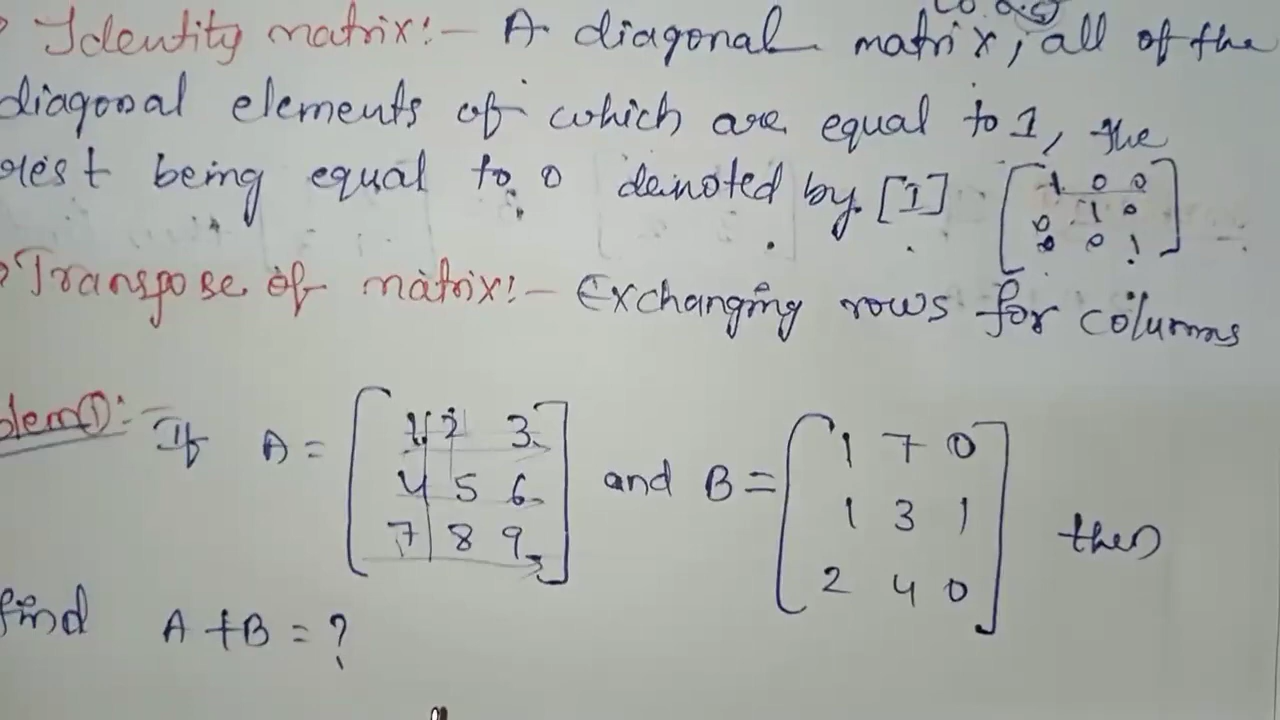 Identity matrix:- A diagonal matrix, all of the
diagonal elements of which are equal to 1, the
rest being equal to 0 denoted by [I] [1 0 0
0 1 0
0 0 1]
Transpose of matrix:- Exchanging rows for columns
If A = [1 2 3
4 5 6
7 8 9] and B = [1 7 0
1 3 1
2 4 0] then
find A+B = ?